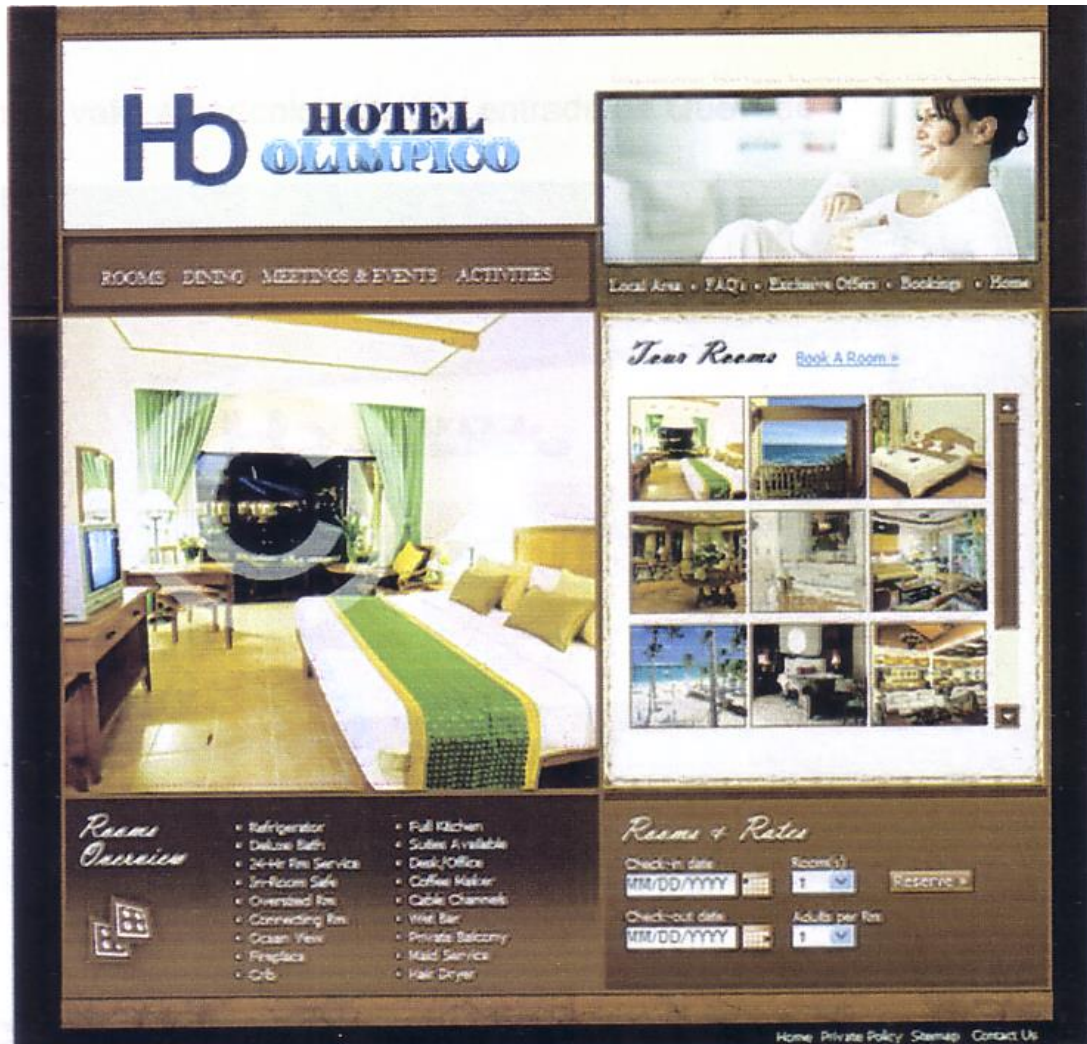 Hb
HOTEL
OLIMPICO
ROOMS DINING MEETINGS & EVENTS ACTIVITIES
Local Area • FAQ's • Exclusive Offers • Bookings • Home
Tour Rooms Book A Room »
Rooms
Overview
• Refrigerator
• Deluxe Bath
• 24-Hr Rm Service
• In-Room Safe
• Oversized Rm
• Connecting Rm
• Ocean View
• Fireplace
• Crib
• Full Kitchen
• Suites Available
• Desk/Office
• Coffee Maker
• Cable Channels
• Wet Bar
• Private Balcony
• Maid Service
• Hair Dryer
Rooms & Rates
Check-in date Room(s)
MM/DD/YYYY 1 Reserve »
Check-out date Adults per Rm
MM/DD/YYYY 1
Home Private Policy Sitemap Contact Us